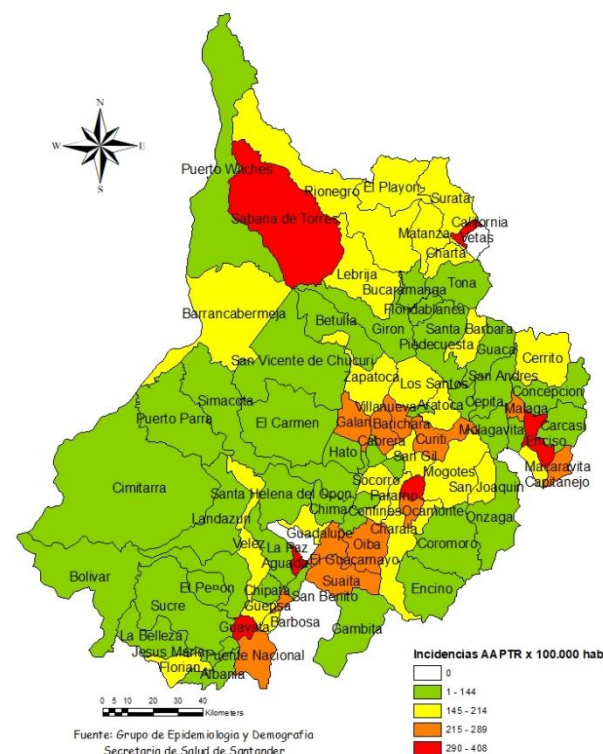 N
W E
S
Puerto Wilches
Rionegro
El Playon
Surata
Sabana de Torres
California
Matanza
Vetas
Charta
Lebrija
Tona
Bucaramanga
Barrancabermeja
Floridablanca
Betulia
Giron
Santa Barbara
Piedecuesta
Guaca
Cerrito
San Vicente de Chucuri
San Andres
Zapatoca
Los Santos
Concepcion
Simacota
Cepita
Villanueva
Aratoca
Malaga
Puerto Parra
El Carmen
Galan
Barichara
Carcasi
Molagavita
Curiti
Enciso
Cabrera
Hato
San Gil
Macaravita
Mogotes
Capitanejo
Cimitarra
Socorro
San Joaquin
Santa Helena del Opon
Paramo
Chima
Confines
Ocamonte
Landazuri
Onzaga
Guadalupe
Charala
Velez
La Paz
Oiba
Coromoro
Aguada
El Guacamayo
Bolivar
Suaita
El Peñon
Chipata
Encino
San Benito
Sucre
Guepsa
Guavata
Barbosa
Gambita
La Belleza
Jesus Maria
Puente Nacional
Florian
Albania
Incidencias AAPTR x 100.000 hab
0
1 - 144
145 - 214
215 - 289
290 - 408
0 5 10 20 30 40
Kilometers
Fuente: Grupo de Epidemiologia y Demografia
Secretaria de Salud de Santander